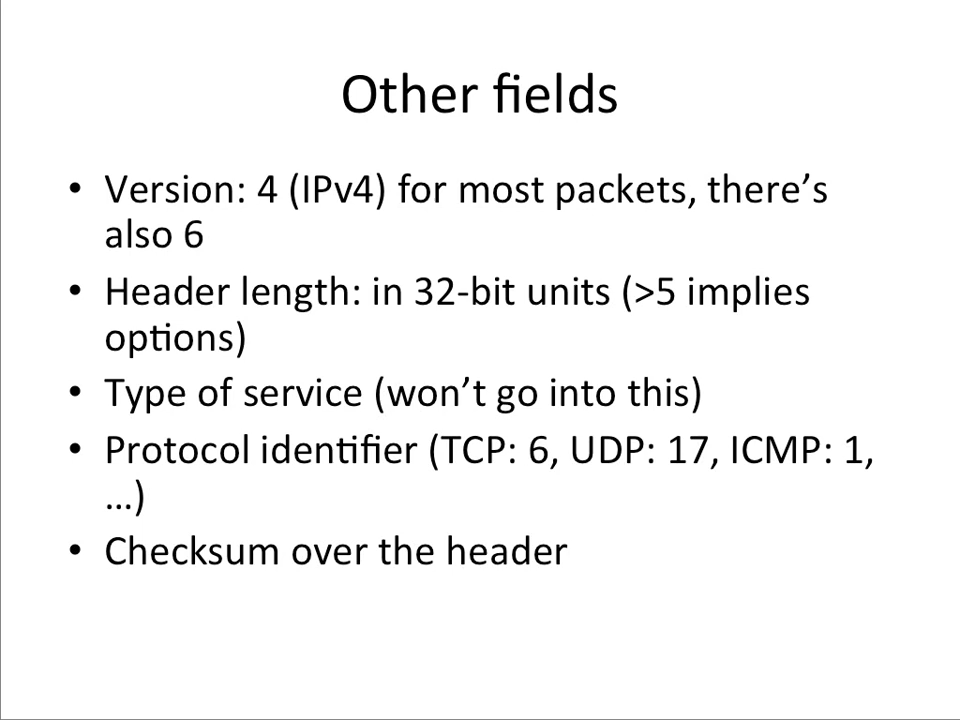 Other fields
• Version: 4 (IPv4) for most packets, there’s
also 6
• Header length: in 32-bit units (>5 implies
options)
• Type of service (won’t go into this)
• Protocol identifier (TCP: 6, UDP: 17, ICMP: 1,
…)
• Checksum over the header